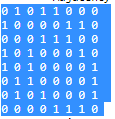 0 1 0 1 1 0 0 0
1 0 0 0 0 1 1 0
0 0 0 1 1 1 0 0
1 0 1 0 0 0 1 0
1 0 1 0 0 0 0 1
0 1 1 0 0 0 0 1
0 1 0 1 0 0 0 1
0 0 0 0 1 1 1 0